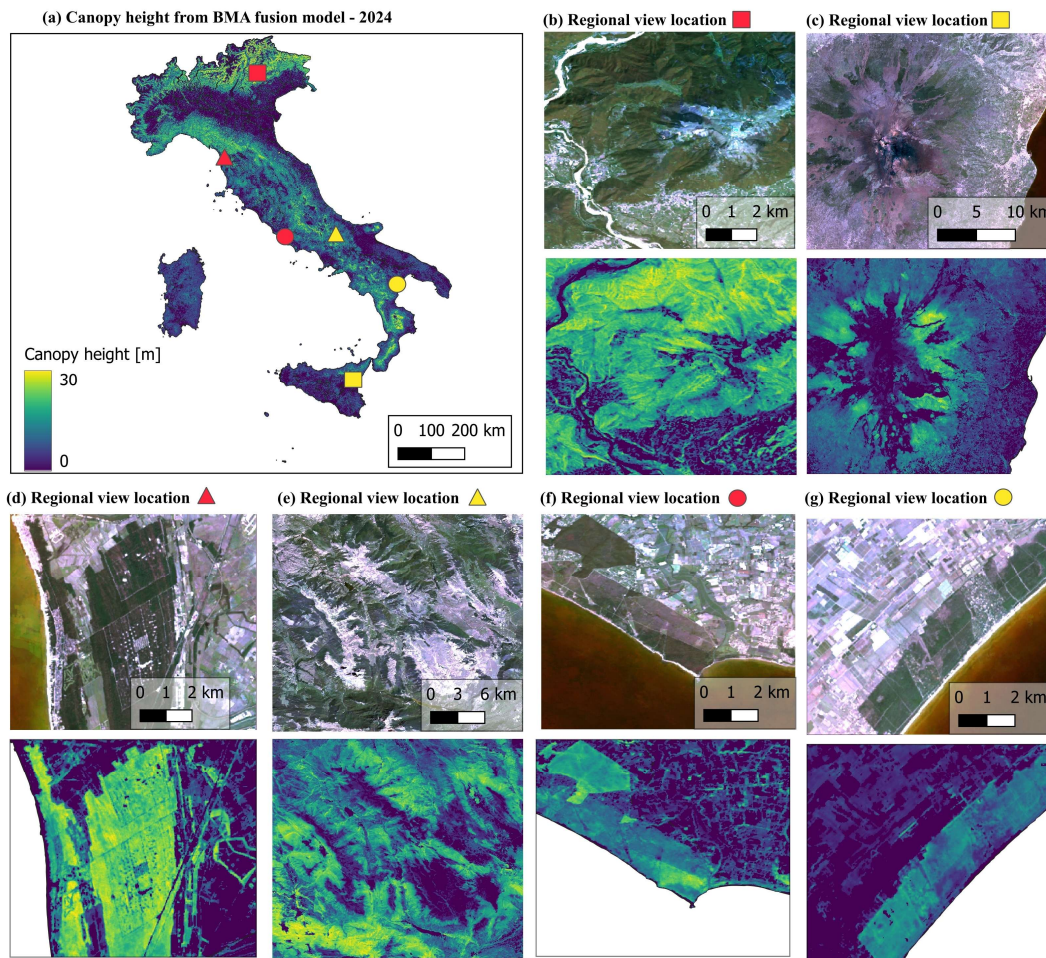 (a) Canopy height from BMA fusion model - 2024
(b) Regional view location
(c) Regional view location
Canopy height [m]
30
0
0 100 200 km
0 1 2 km
0 5 10 km
(d) Regional view location
(e) Regional view location
(f) Regional view location
(g) Regional view location
0 1 2 km
0 3 6 km
0 1 2 km
0 1 2 km